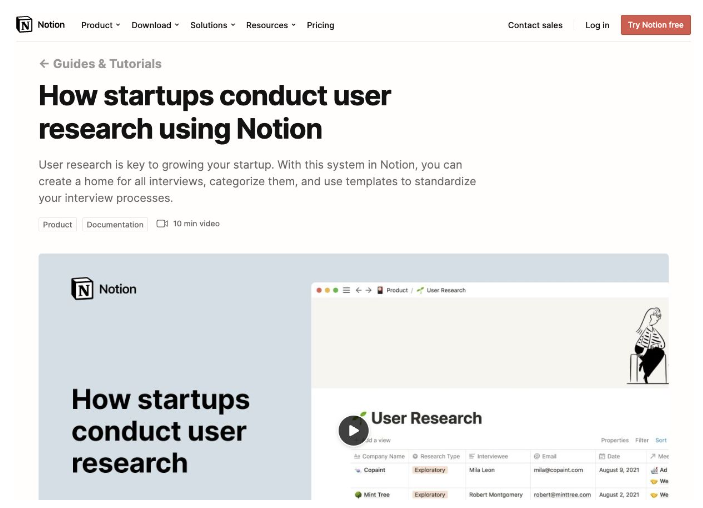 Notion Product Download Solutions Resources Pricing Contact sales Log in Try Notion free
← Guides & Tutorials
How startups conduct user
research using Notion
User research is key to growing your startup. With this system in Notion, you can
create a home for all interviews, categorize them, and use templates to standardize
your interview processes.
Product Documentation 10 min video
Notion
Product / User Research
How startups
conduct user
research
User Research
d a view Properties Filter Sort
Company Name Research Type Interviewee Email Date Mee
Copaint Exploratory Mila Leon mila@copaint.com August 9, 2021 Ad
We
Mint Tree Exploratory Robert Montgomery robert@minttree.com August 2, 2021 We